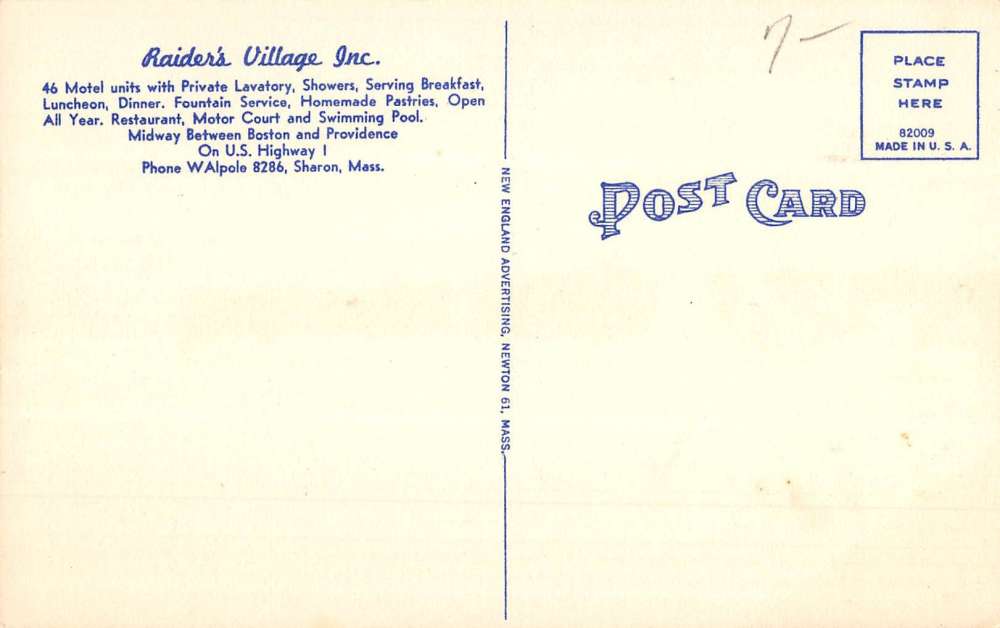 Raider's Village Inc.
46 Motel units with Private Lavatory, Showers, Serving Breakfast,
Luncheon, Dinner. Fountain Service, Homemade Pastries, Open
All Year. Restaurant, Motor Court and Swimming Pool.
Midway Between Boston and Providence
On U.S. Highway 1
Phone WAlpole 8286, Sharon, Mass.
NEW ENGLAND ADVERTISING, NEWTON 61, MASS.
7-
PLACE
STAMP
HERE
82009
MADE IN U. S. A.
POST CARD